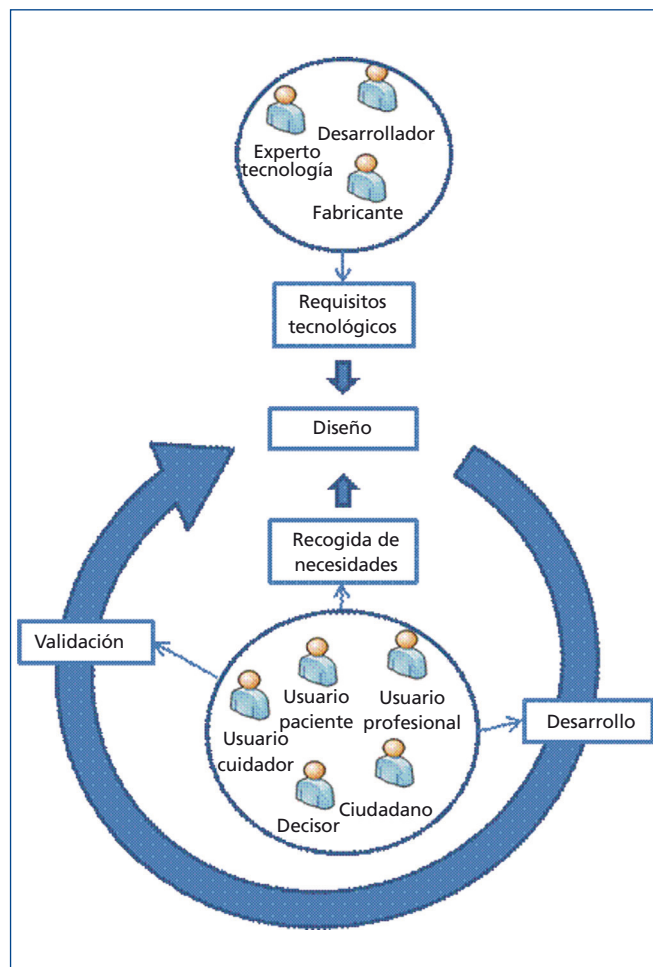 Desarrollador
Experto
tecnología
Fabricante
Requisitos
tecnológicos
Diseño
Recogida de
necesidades
Validación
Usuario
paciente
Usuario
profesional
Usuario
cuidador
Desarrollo
Ciudadano
Decisor